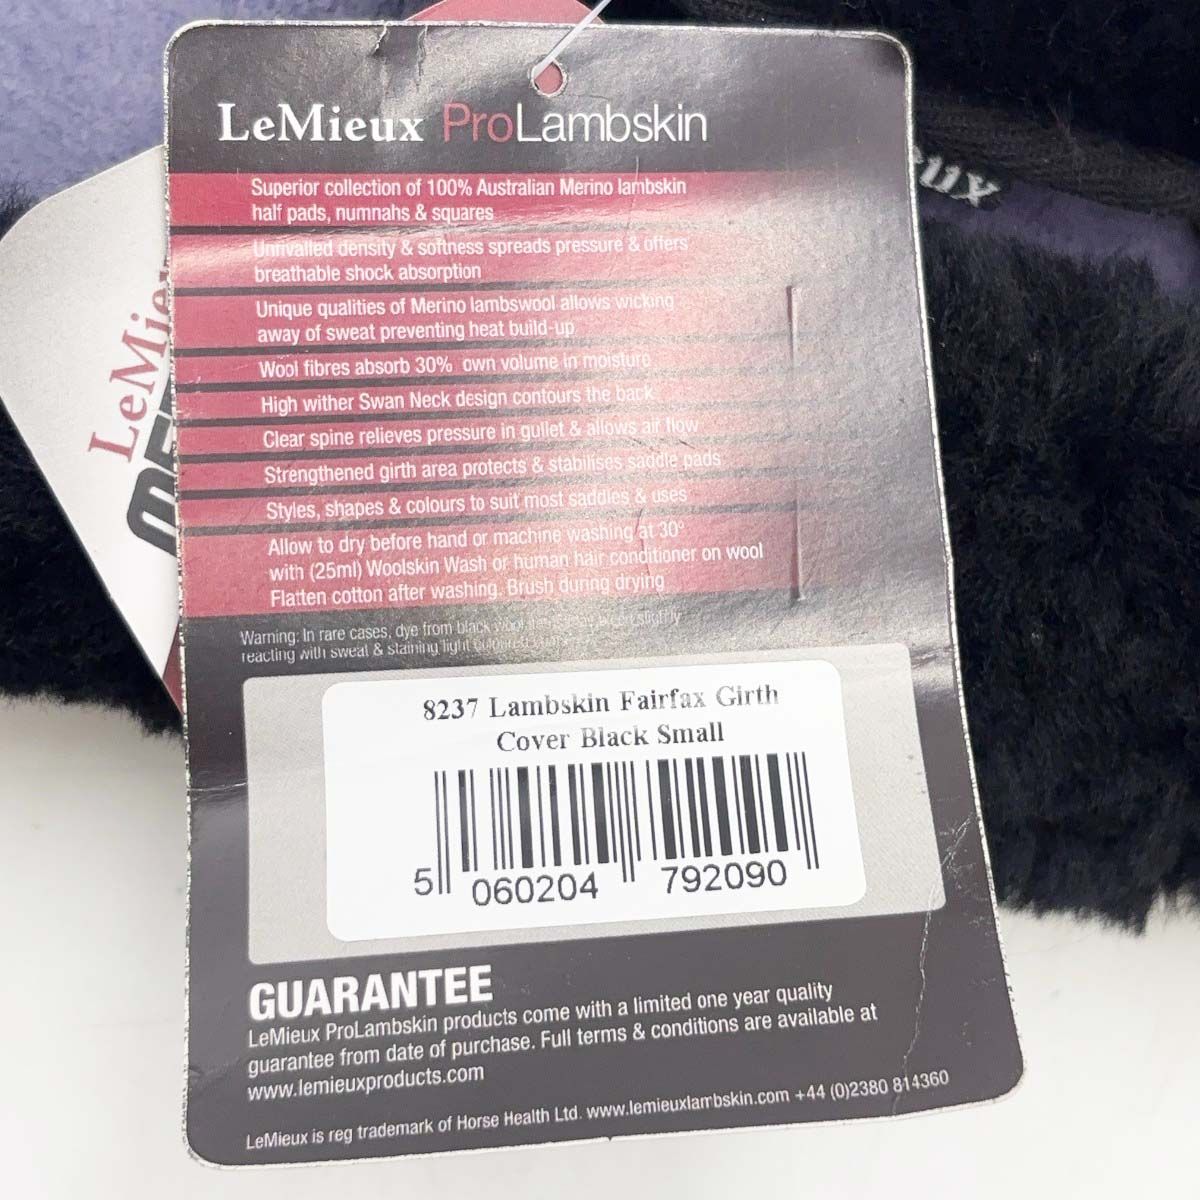 LeMieux ProLambskin
Superior collection of 100% Australian Merino lambskin
half pads, numnahs & squares
Unrivalled density & softness spreads pressure & offers
breathable shock absorption
Unique qualities of Merino lambswool allows wicking
away of sweat preventing heat build-up
Wool fibres absorb 30% own volume in moisture
High wither Swan Neck design contours the back
Clear spine relieves pressure in gullet & allows air flow
Strengthened girth area protects & stabilises saddle pads
Styles, shapes & colours to suit most saddles & uses
Allow to dry before hand or machine washing at 30°
with (25ml) Woolskin Wash or human hair conditioner on wool
Flatten cotton after washing. Brush during drying
Warning: In rare cases, dye from black wool slightly
reacting with sweat & staining light coloured
8237 Lambskin Fairfax Girth
Cover Black Small
5 060204 792090
GUARANTEE
LeMieux ProLambskin products come with a limited one year quality
guarantee from date of purchase. Full terms & conditions are available at
www.lemieuxproducts.com
LeMieux is reg trademark of Horse Health Ltd. www.lemieuxlambskin.com +44 (0)2380 814360
LeMie
ux